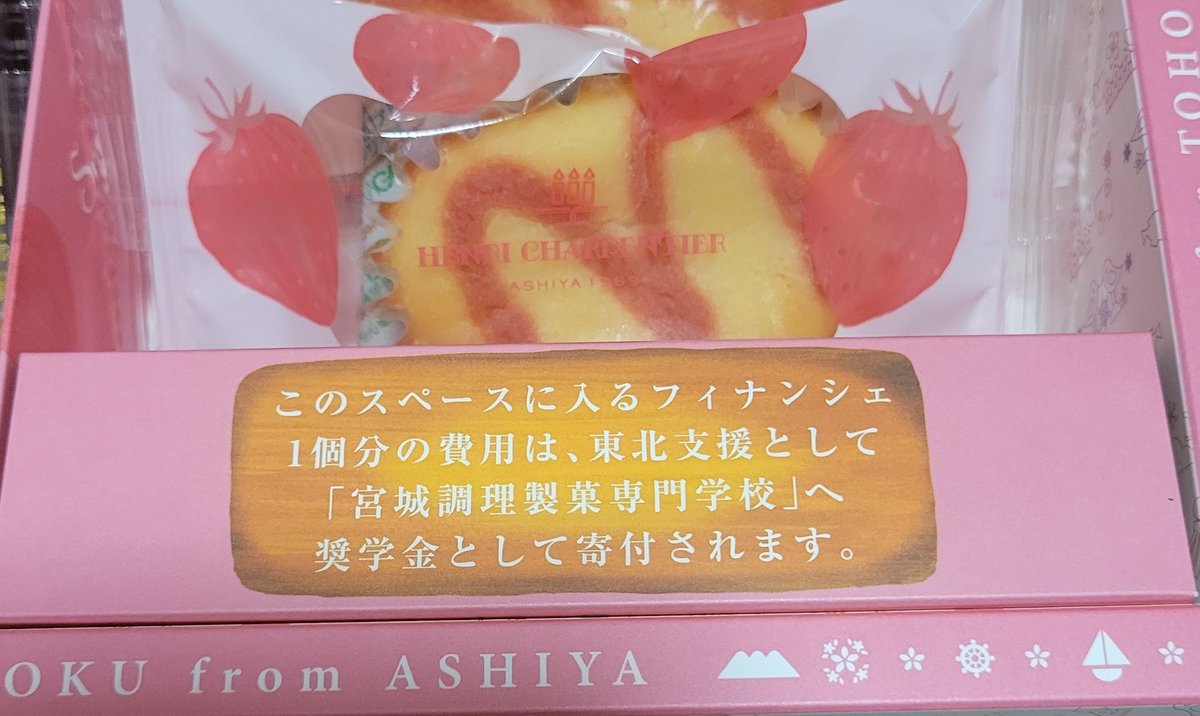 HENRI CHARPENTIER
ASHIYA
このスペースに入るフィナンシェ
1個分の費用は、東北支援として
「宮城調理製菓専門学校」へ
奨学金として寄付されます。
OKU from ASHIYA
TOHO